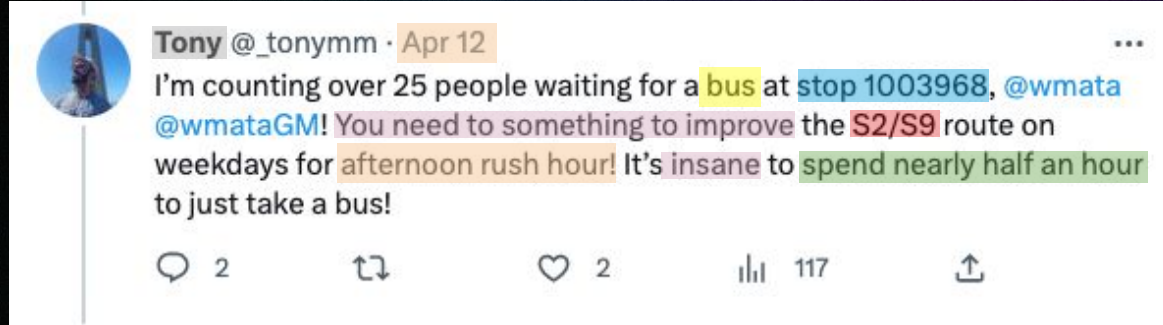 Tony @_tonymm · Apr 12
I'm counting over 25 people waiting for a bus at stop 1003968, @wmata
@wmataGM! You need to something to improve the S2/S9 route on
weekdays for afternoon rush hour! It's insane to spend nearly half an hour
to just take a bus!
2 2 117